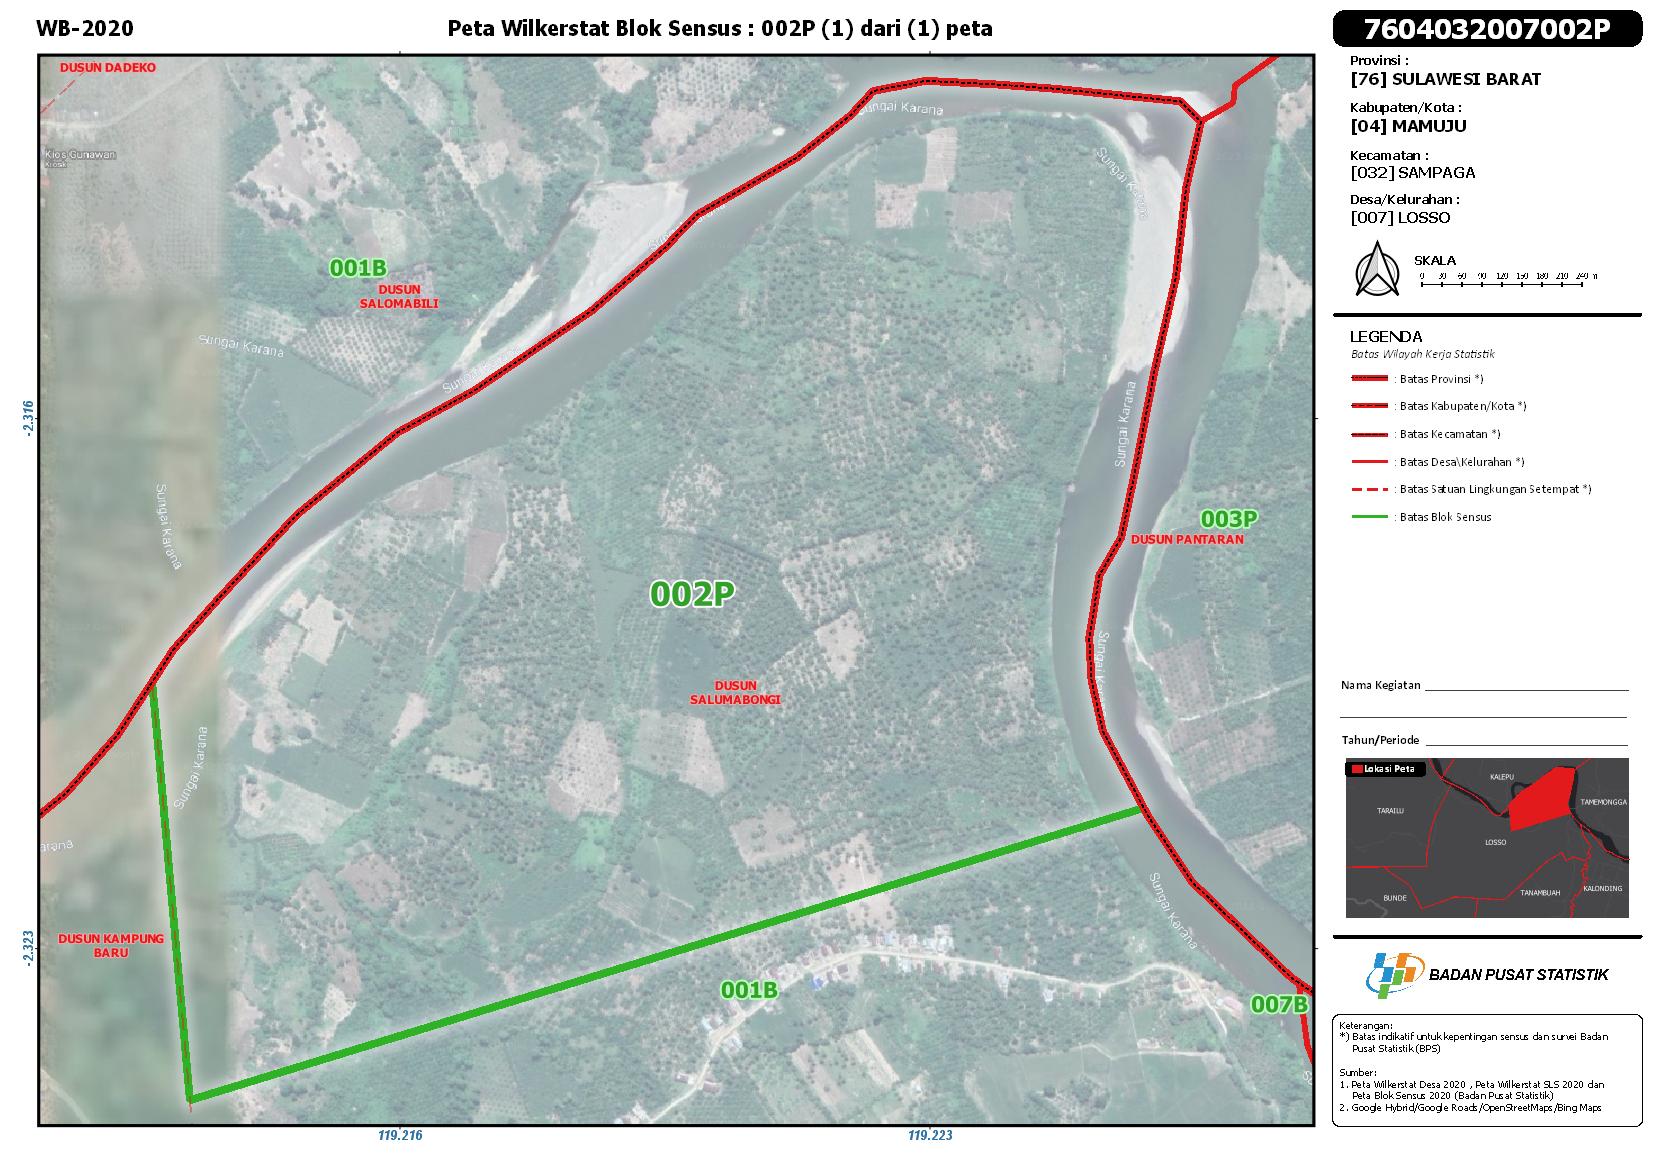 WB-2020
Peta Wilkerstat Blok Sensus : 002P (1) dari (1) peta
7604032007002P
Provinsi :
[76] SULAWESI BARAT
Kabupaten/Kota :
[04] MAMUJU
Kecamatan :
[032] SAMPAGA
Desa/Kelurahan :
[007] LOSSO
SKALA
0 30 60 90 120 150 180 210 240 m
LEGENDA
Batas Wilayah Kerja Statistik
: Batas Provinsi *)
: Batas Kabupaten/Kota *)
: Batas Kecamatan *)
: Batas Desa\Kelurahan *)
: Batas Satuan Lingkungan Setempat *)
: Batas Blok Sensus
Nama Kegiatan
Tahun/Periode
Lokasi Peta
KALEPU
TARAILU
TAMEMONGGA
LOSSO
BUNDE
TANAMBUAH
KALONDING
BADAN PUSAT STATISTIK
Keterangan:
*) Batas indikatif untuk kepentingan sensus dan survei Badan
Pusat Statistik (BPS)
Sumber:
1. Peta Wilkerstat Desa 2020 , Peta Wilkerstat SLS 2020 dan
Peta Blok Sensus 2020 (Badan Pusat Statistik)
2. Google Hybrid/Google Roads/OpenStreetMaps/Bing Maps
DUSUN DADEKO
Kios Gunawan
Kiosk
Sungai Karana
Sungai Karana
001B
DUSUN
SALOMABILI
Sungai Karana
Sungai Karana
Sungai Karana
003P
DUSUN PANTARAN
002P
DUSUN
SALUMABONGI
Sungai Karana
DUSUN KAMPUNG
BARU
Sungai Karana
001B
007B
-2.316
-2.323
119.216
119.223